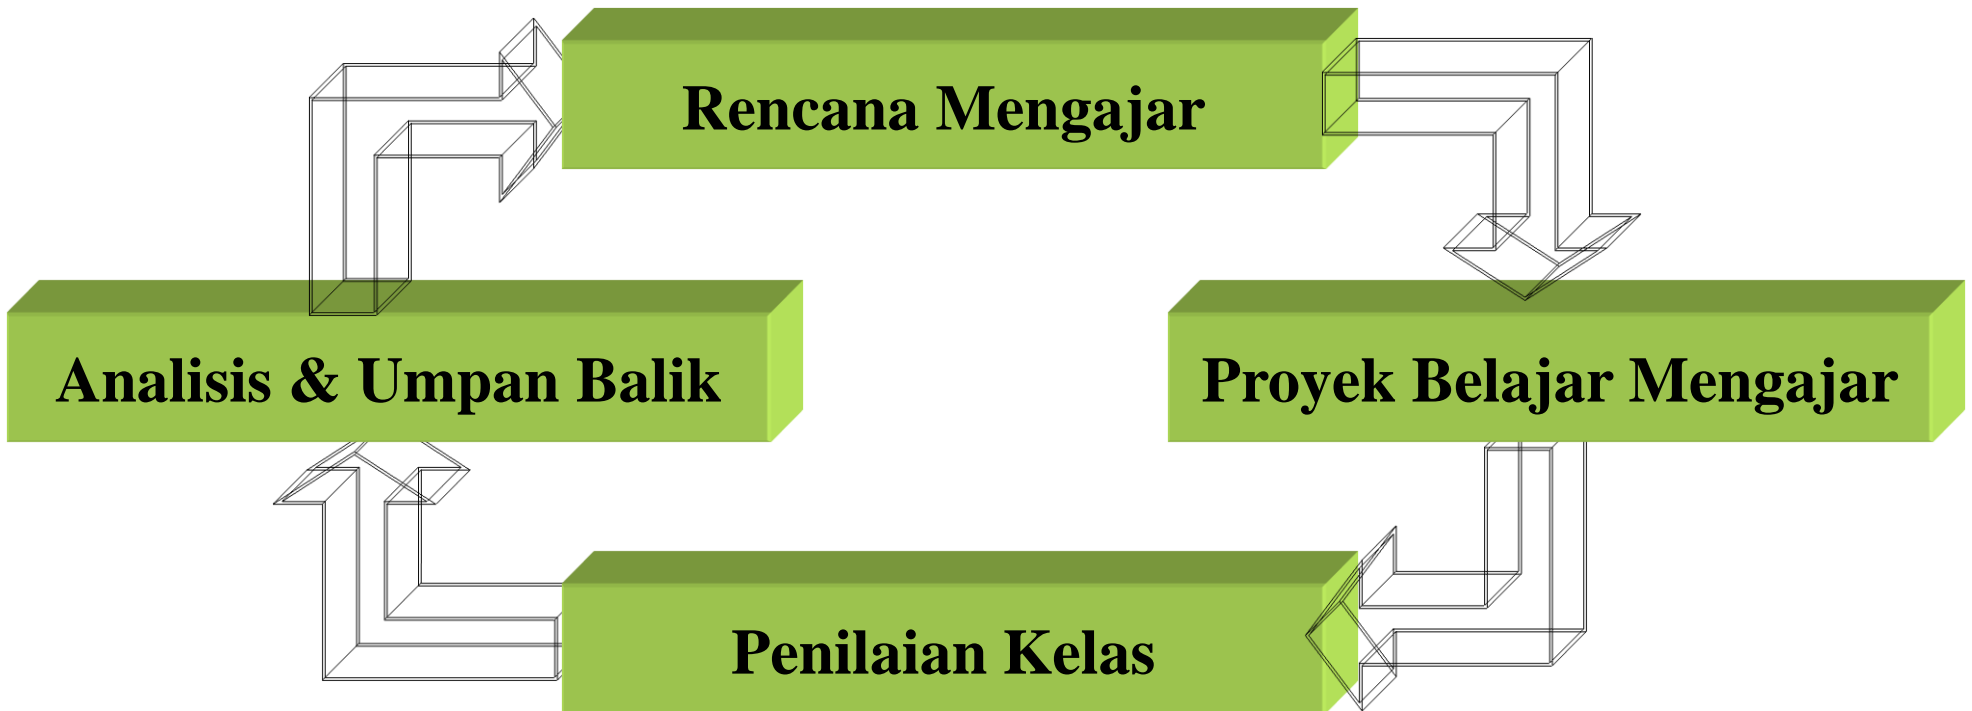 Rencana Mengajar
Analisis & Umpan Balik
Proyek Belajar Mengajar
Penilaian Kelas